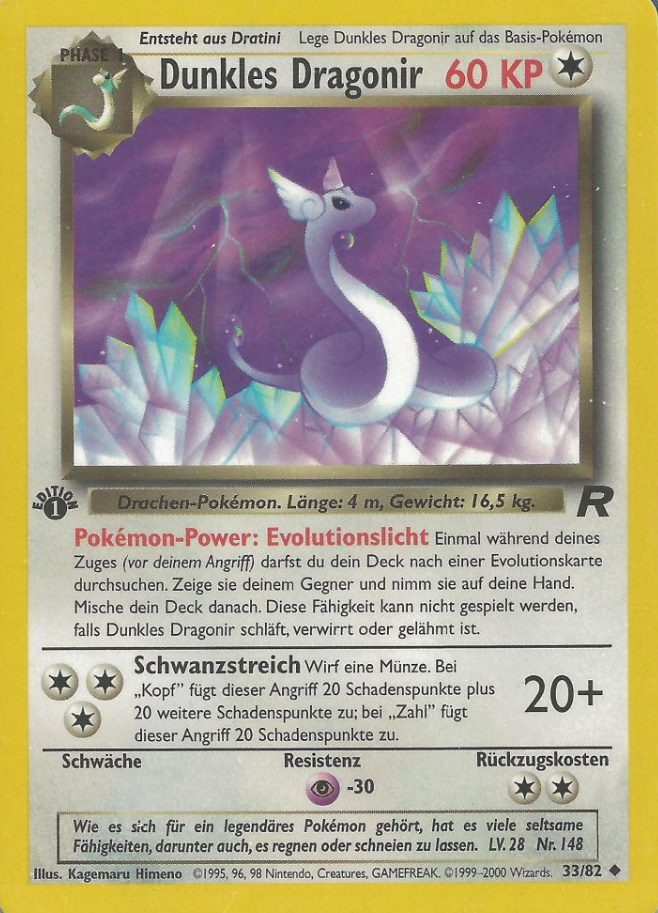 Entsteht aus Dratini Lege Dunkles Dragonir auf das Basis-Pokémon
PHASE 1
Dunkles Dragonir 60 KP
EDITION
1
Drachen-Pokémon. Länge: 4 m, Gewicht: 16,5 kg.
R
Pokémon-Power: Evolutionslicht Einmal während deines
Zuges (vor deinem Angriff) darfst du dein Deck nach einer Evolutionskarte
durchsuchen. Zeige sie deinem Gegner und nimm sie auf deine Hand.
Mische dein Deck danach. Diese Fähigkeit kann nicht gespielt werden,
falls Dunkles Dragonir schläft, verwirrt oder gelähmt ist.
Schwanzstreich Wirf eine Münze. Bei
„Kopf” fügt dieser Angriff 20 Schadenspunkte plus
20 weitere Schadenspunkte zu; bei „Zahl” fügt
dieser Angriff 20 Schadenspunkte zu.
20+
Schwäche Resistenz Rückzugskosten
-30
Wie es sich für ein legendäres Pokémon gehört, hat es viele seltsame
Fähigkeiten, darunter auch, es regnen oder schneien zu lassen. LV. 28 Nr. 148
Illus. Kagemaru Himeno ©1995, 96, 98 Nintendo, Creatures, GAMEFREAK. ©1999-2000 Wizards. 33/82